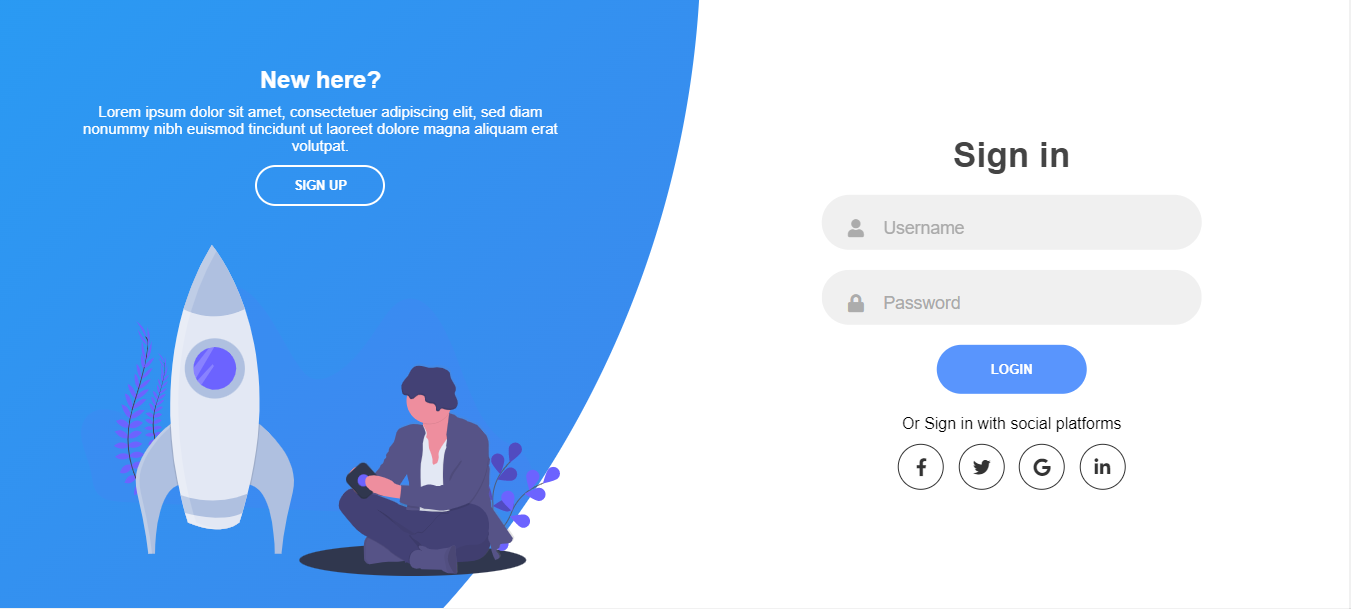 New here?
Lorem ipsum dolor sit amet, consectetuer adipiscing elit, sed diam
nonummy nibh euismod tincidunt ut laoreet dolore magna aliquam erat
volutpat.
SIGN UP
Sign in
Username
Password
LOGIN
Or Sign in with social platforms